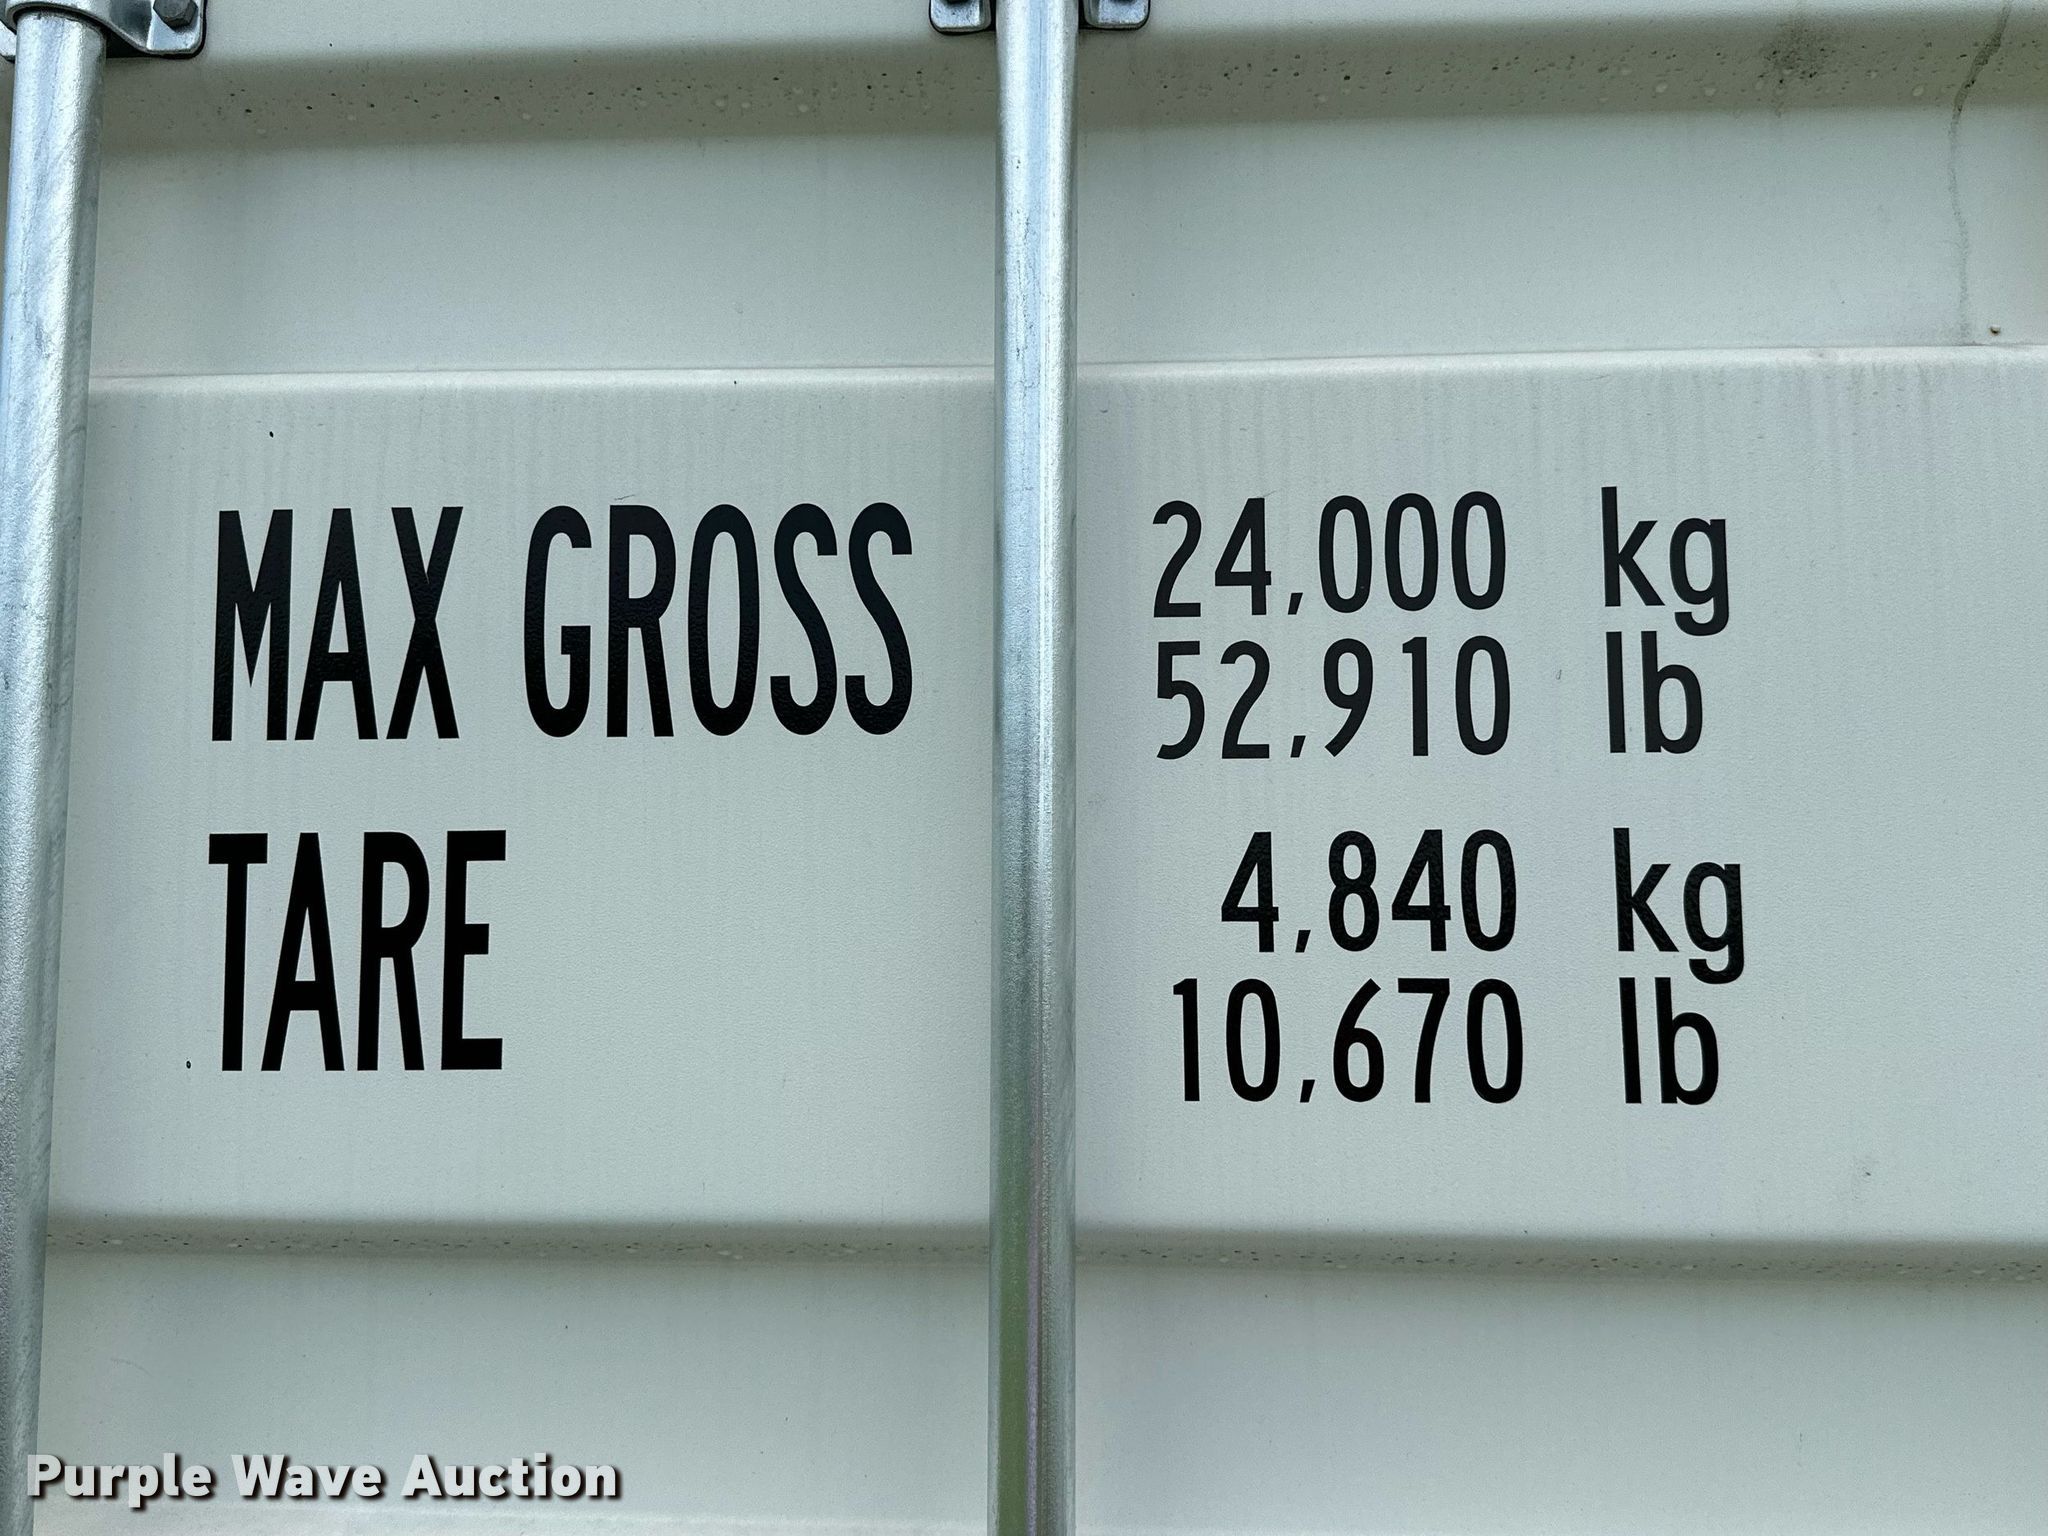 MAX GROSS 24,000 kg
52,910 lb
TARE 4,840 kg
10,670 lb
Purple Wave Auction